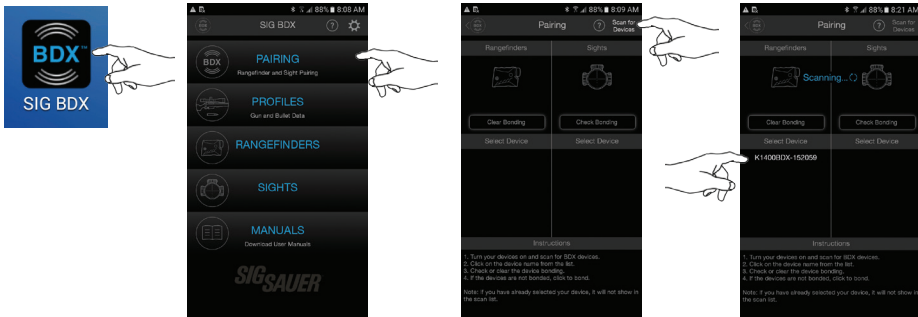 BDX™
SIG BDX
88% 8:08 AM
SIG BDX
?
BDX
PAIRING
Rangefinder and Sight Pairing
PROFILES
Gun and Bullet Data
RANGEFINDERS
SIGHTS
MANUALS
Download User Manuals
SIG SAUER
88% 8:09 AM
Pairing
?
Scan for
Devices
Rangefinders
Sights
Clear Bonding
Check Bonding
Select Device
Select Device
Instructions
1. Turn your devices on and scan for BDX devices.
2. Click on the device name from the list.
3. Check or clear the device bonding.
4. If the devices are not bonded, click to bond.
Note: If you have already selected your device, it will not show in
the scan list.
88% 8:21 AM
Pairing
?
Scan for
Devices
Rangefinders
Sights
Scanning...
Clear Bonding
Check Bonding
Select Device
Select Device
K1400BDX-152059
Instructions
1. Turn your devices on and scan for BDX devices.
2. Click on the device name from the list.
3. Check or clear the device bonding.
4. If the devices are not bonded, click to bond.
Note: If you have already selected your device, it will not show in
the scan list.